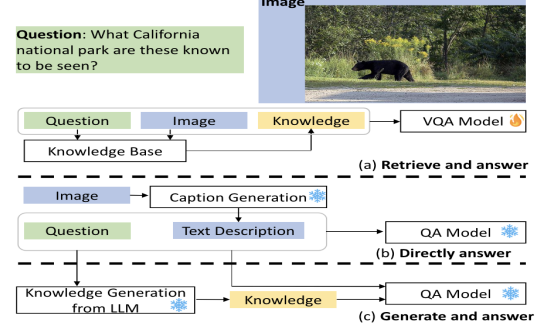 Image
Question: What California
national park are these known
to be seen?
Question Image Knowledge VQA Model
Knowledge Base
(a) Retrieve and answer
Image Caption Generation
Question Text Description QA Model
(b) Directly answer
Knowledge Generation
from LLM
Knowledge QA Model
(c) Generate and answer